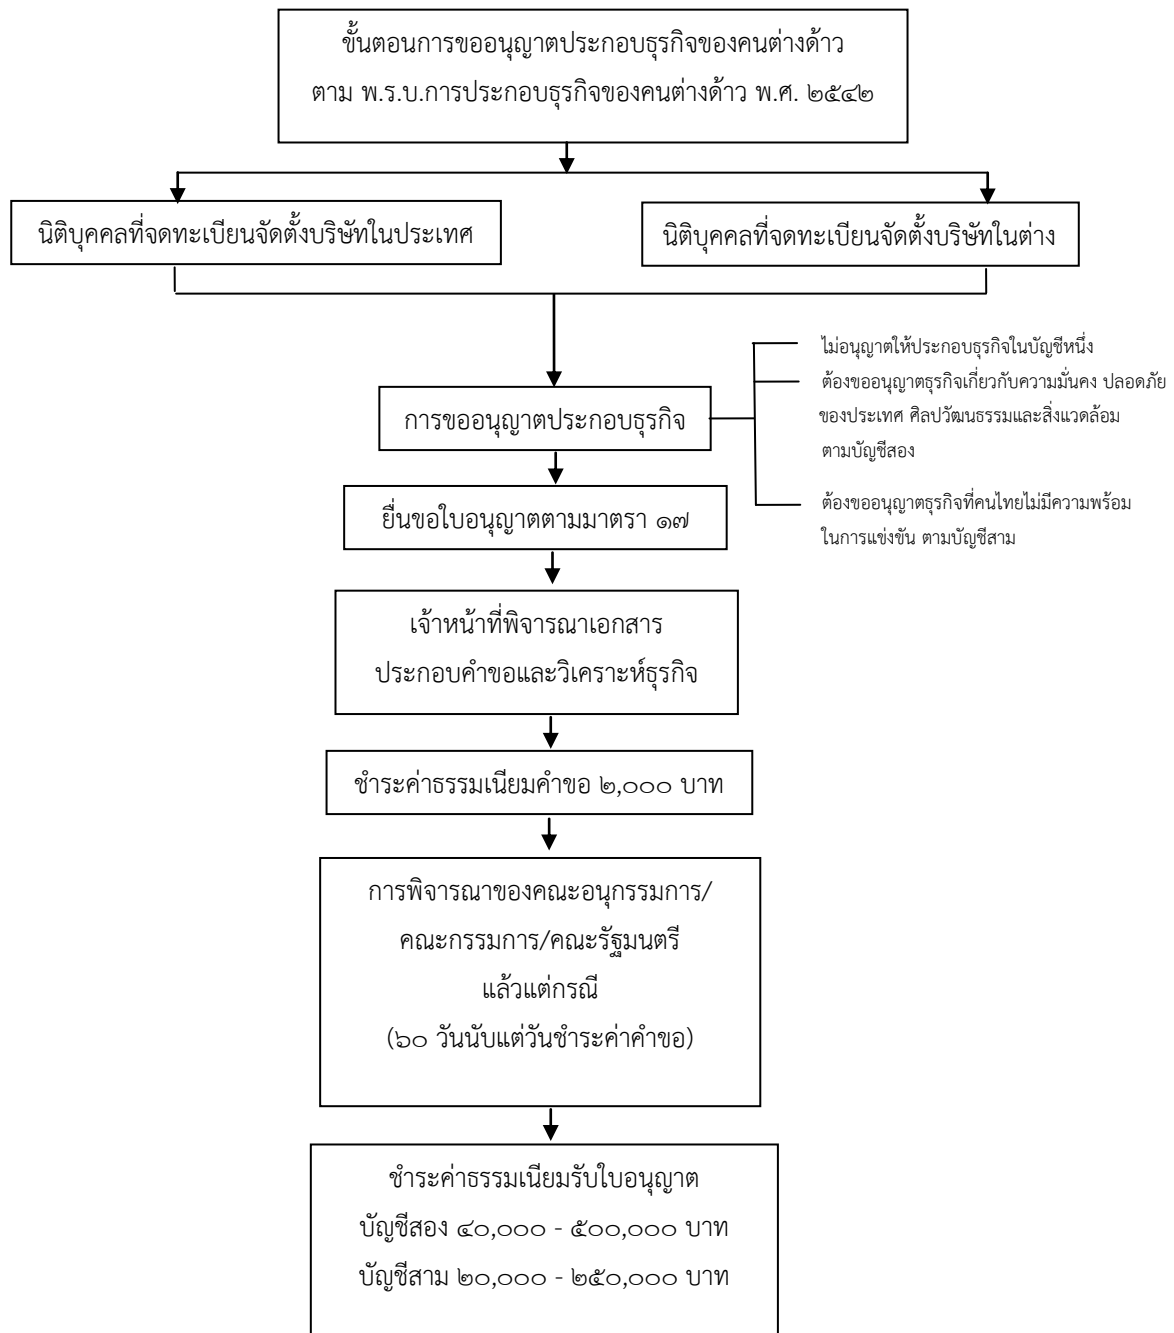 ขั้นตอนการขออนุญาตประกอบธุรกิจของคนต่างด้าว
ตาม พ.ร.บ.การประกอบธุรกิจของคนต่างด้าว พ.ศ. ๒๕๔๒
นิติบุคคลที่จดทะเบียนจัดตั้งบริษัทในประเทศ
นิติบุคคลที่จดทะเบียนจัดตั้งบริษัทในต่าง
การขออนุญาตประกอบธุรกิจ
ไม่อนุญาตให้ประกอบธุรกิจในบัญชีหนึ่ง
ต้องขออนุญาตธุรกิจเกี่ยวกับความมั่นคง ปลอดภัย
ของประเทศ ศิลปวัฒนธรรมและสิ่งแวดล้อม
ตามบัญชีสอง
ต้องขออนุญาตธุรกิจที่คนไทยไม่มีความพร้อม
ในการแข่งขัน ตามบัญชีสาม
ยื่นขอใบอนุญาตตามมาตรา ๑๗
เจ้าหน้าที่พิจารณาเอกสาร
ประกอบคำขอและวิเคราะห์ธุรกิจ
ชำระค่าธรรมเนียมคำขอ ๒,๐๐๐ บาท
การพิจารณาของคณะอนุกรรมการ/
คณะกรรมการ/คณะรัฐมนตรี
แล้วแต่กรณี
(๖๐ วันนับแต่วันชำระค่าคำขอ)
ชำระค่าธรรมเนียมรับใบอนุญาต
บัญชีสอง ๔๐,๐๐๐ - ๕๐๐,๐๐๐ บาท
บัญชีสาม ๒๐,๐๐๐ - ๒๕๐,๐๐๐ บาท